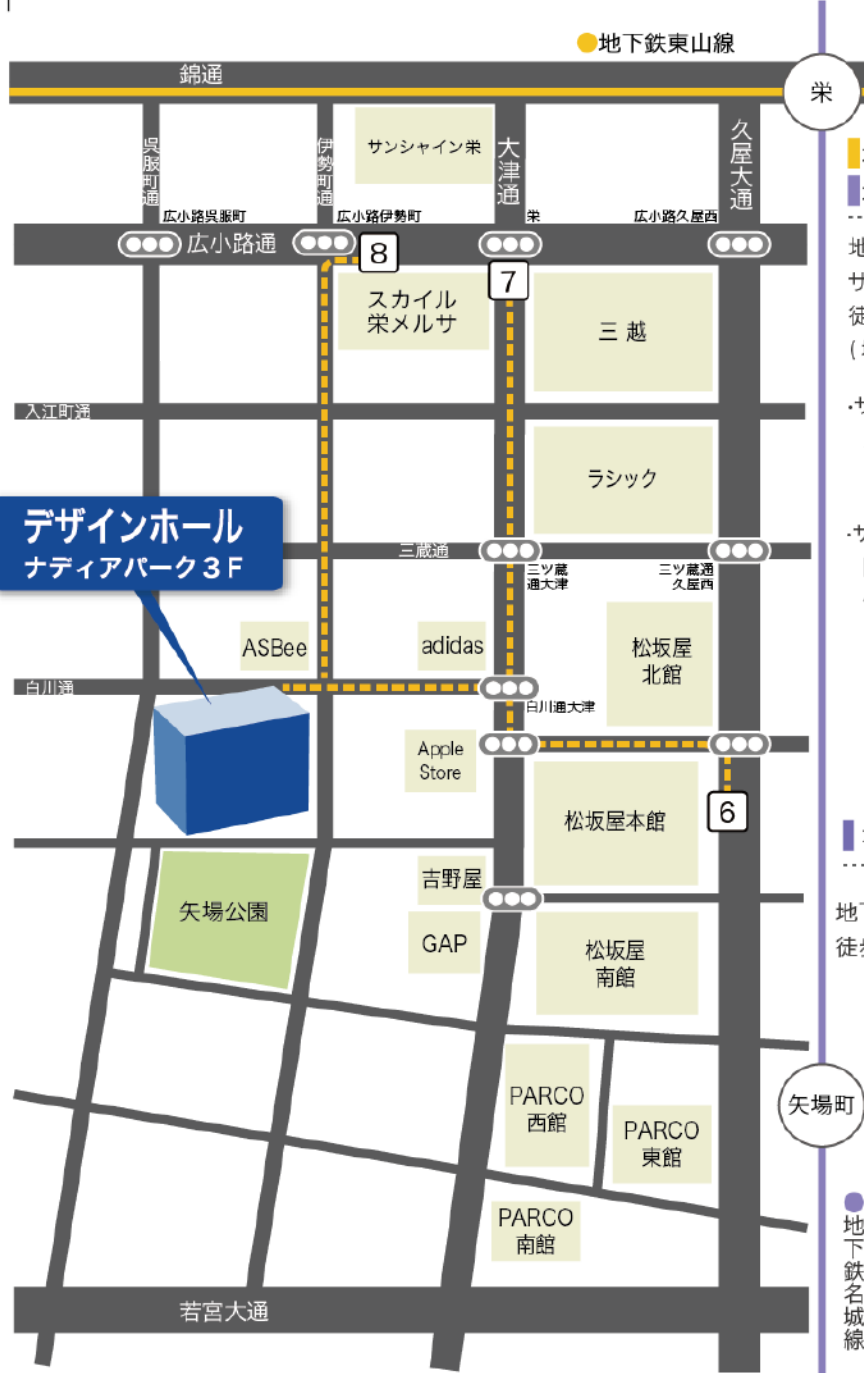 ●地下鉄東山線
錦通
栄
サンシャイン栄
呉服町通
伊勢町通
大津通
久屋大通
広小路呉服町
広小路伊勢町
栄
広小路久屋西
広小路通
8
7
スカイル
栄メルサ
三越
地
サ
徒
(
入江町通
ラシック
デザインホール
ナディアパーク3F
三蔵通
三ツ蔵
通大津
三ツ蔵通
久屋西
ASBee
adidas
松坂屋
北館
白川通
白川通大津
Apple
Store
松坂屋本館
6
矢場公園
吉野屋
GAP
松坂屋
南館
地下
徒歩
PARCO
西館
PARCO
東館
矢場町
PARCO
南館
●地下鉄名城線
若宮大通